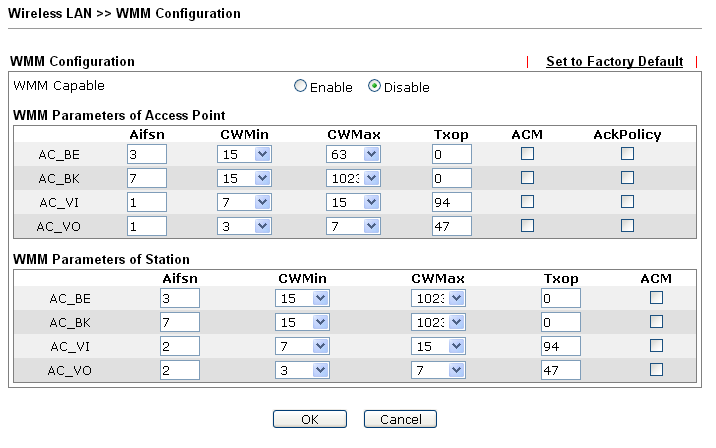 Wireless LAN >> WMM Configuration
WMM Configuration | Set to Factory Default |
WMM Capable Enable Disable
WMM Parameters of Access Point
Aifsn CWMin CWMax Txop ACM AckPolicy
AC_BE 3 15 63 0
AC_BK 7 15 1023 0
AC_VI 1 7 15 94
AC_VO 1 3 7 47
WMM Parameters of Station
Aifsn CWMin CWMax Txop ACM
AC_BE 3 15 1023 0
AC_BK 7 15 1023 0
AC_VI 2 7 15 94
AC_VO 2 3 7 47
OK Cancel